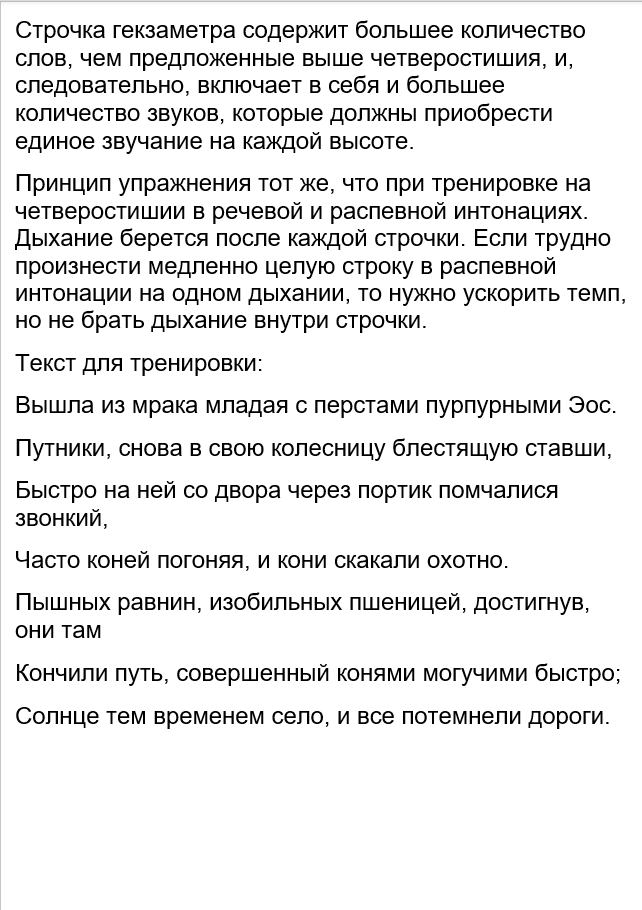 Строчка гекзаметра содержит большее количество
слов, чем предложенные выше четверостишия, и,
следовательно, включает в себя и большее
количество звуков, которые должны приобрести
единое звучание на каждой высоте.
Принцип упражнения тот же, что при тренировке на
четверостишии в речевой и распевной интонациях.
Дыхание берется после каждой строчки. Если трудно
произнести медленно целую строку в распевной
интонации на одном дыхании, то нужно ускорить темп,
но не брать дыхание внутри строчки.
Текст для тренировки:
Вышла из мрака младая с перстами пурпурными Эос.
Путники, снова в свою колесницу блестящую ставши,
Быстро на ней со двора через портик помчалися
звонкий,
Часто коней погоняя, и кони скакали охотно.
Пышных равнин, изобильных пшеницей, достигнув,
они там
Кончили путь, совершенный конями могучими быстро;
Солнце тем временем село, и все потемнели дороги.